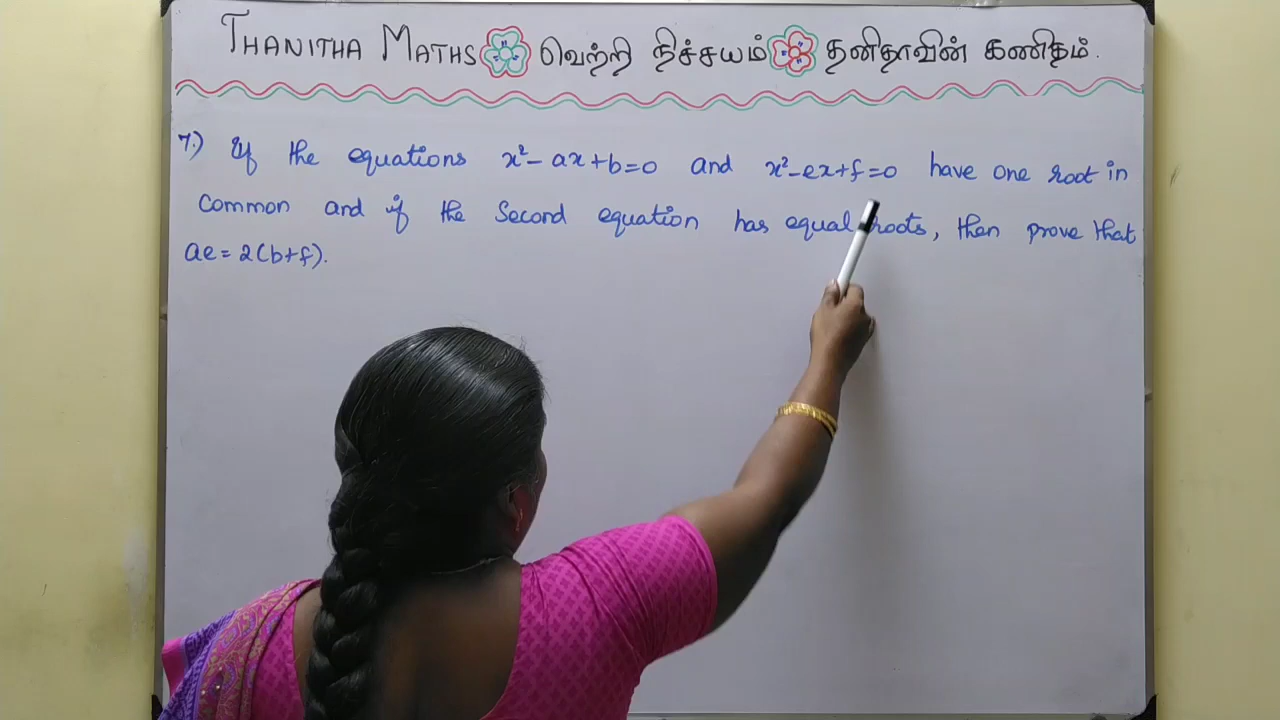 THANITHA MATHS வெற்றி நிச்சயம் தனிதாவின் கணிதம்.
7.) If the equations x²- ax+b=0 and x²-ex+f=0 have one root in
common and if the second equation has equal roots, then prove that
ae=2(b+f).